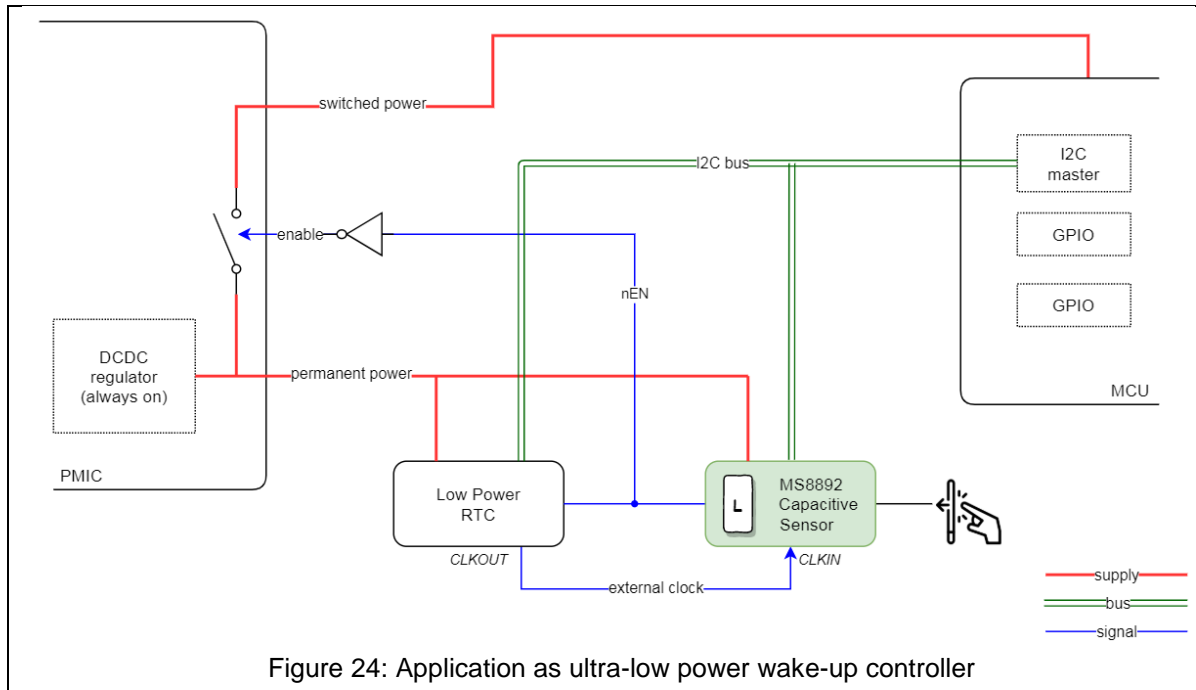 switched power
I2C bus
I2C
master
enable
GPIO
nEN
GPIO
DCDC
regulator
(always on)
permanent power
MCU
PMIC
Low Power
RTC
L
MS8892
Capacitive
Sensor
CLKOUT
CLKIN
external clock
supply
bus
signal
Figure 24: Application as ultra-low power wake-up controller